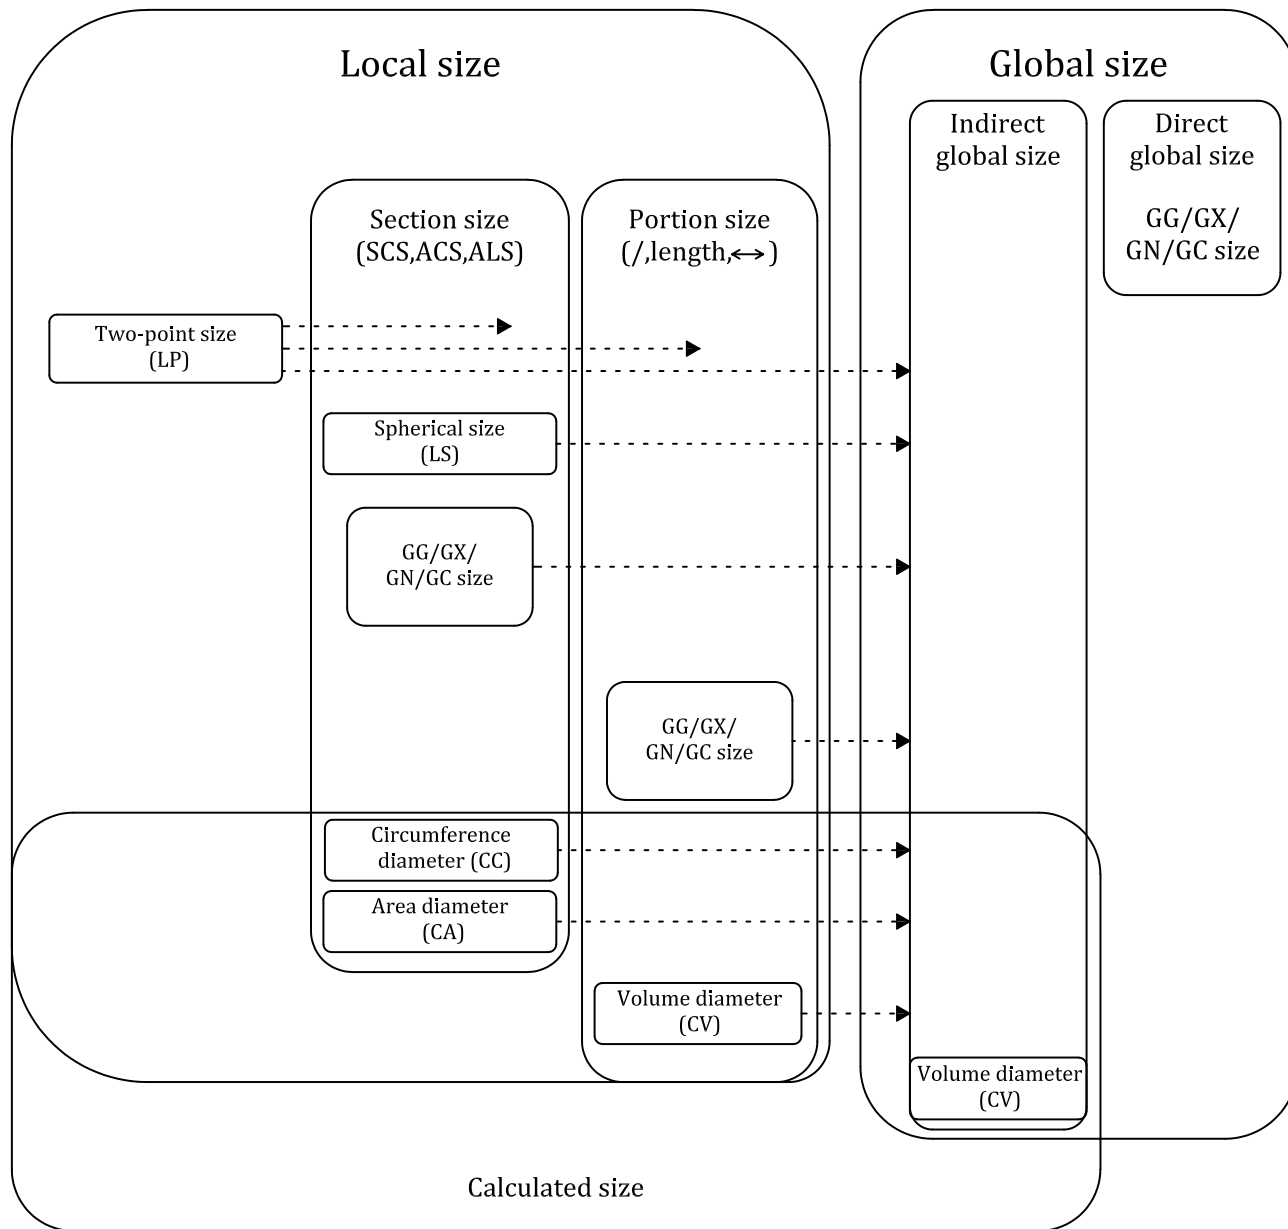 Local size
Global size
Indirect
global size
Direct
global size
GG/GX/
GN/GC size
Section size
(SCS,ACS,ALS)
Portion size
(/,length,↔)
Two-point size
(LP)
Spherical size
(LS)
GG/GX/
GN/GC size
GG/GX/
GN/GC size
Circumference
diameter (CC)
Area diameter
(CA)
Volume diameter
(CV)
Volume diameter
(CV)
Calculated size